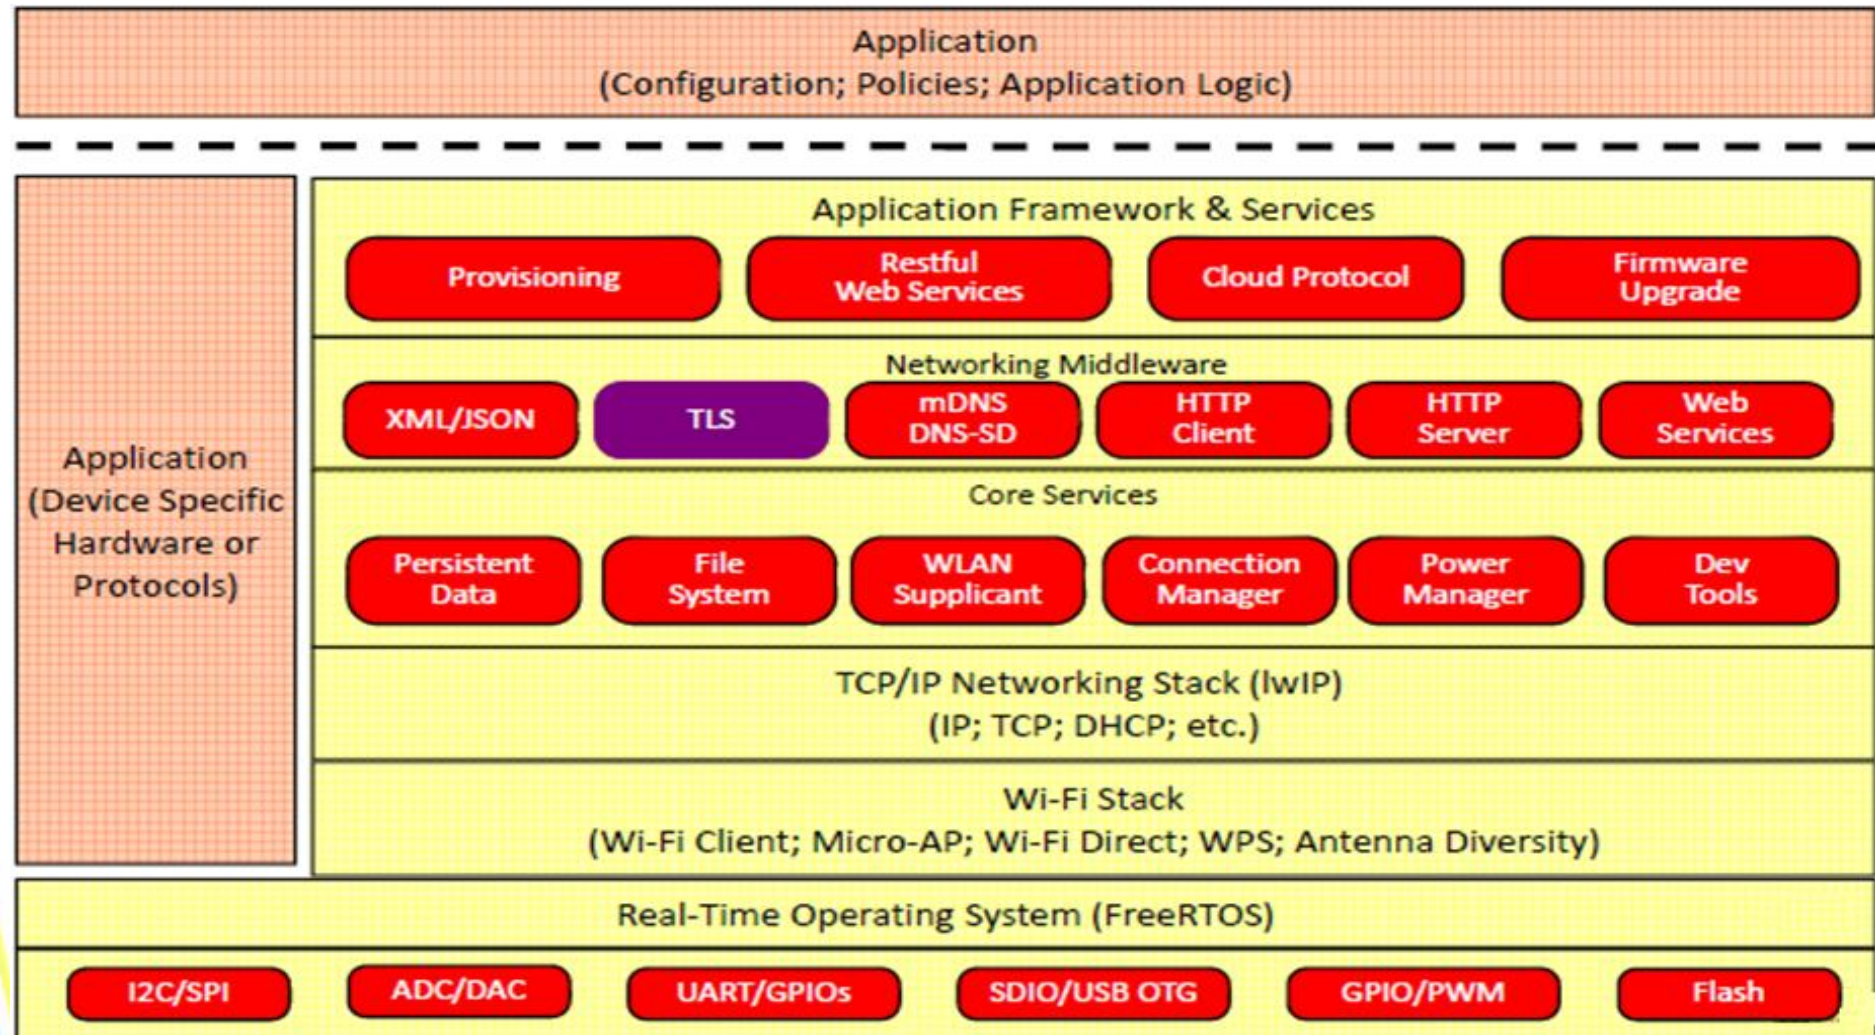 Application
(Configuration; Policies; Application Logic)
Application
(Device Specific
Hardware or
Protocols)
Application Framework & Services
Provisioning
Restful
Web Services
Cloud Protocol
Firmware
Upgrade
Networking Middleware
XML/JSON
TLS
mDNS
DNS-SD
HTTP
Client
HTTP
Server
Web
Services
Core Services
Persistent
Data
File
System
WLAN
Supplicant
Connection
Manager
Power
Manager
Dev
Tools
TCP/IP Networking Stack (lwIP)
(IP; TCP; DHCP; etc.)
Wi-Fi Stack
(Wi-Fi Client; Micro-AP; Wi-Fi Direct; WPS; Antenna Diversity)
Real-Time Operating System (FreeRTOS)
I2C/SPI
ADC/DAC
UART/GPIOs
SDIO/USB OTG
GPIO/PWM
Flash